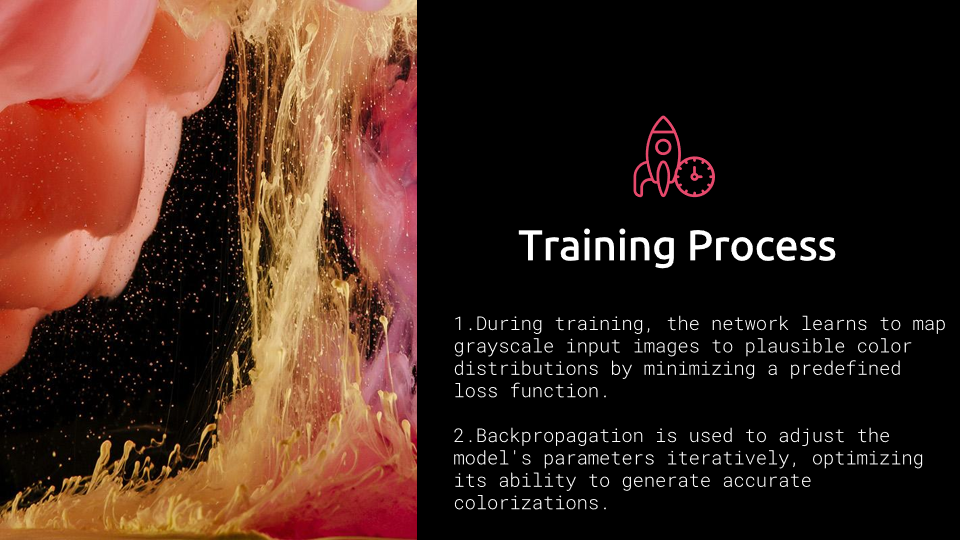 Training Process
1.During training, the network learns to map
grayscale input images to plausible color
distributions by minimizing a predefined
loss function.
2.Backpropagation is used to adjust the
model's parameters iteratively, optimizing
its ability to generate accurate
colorizations.